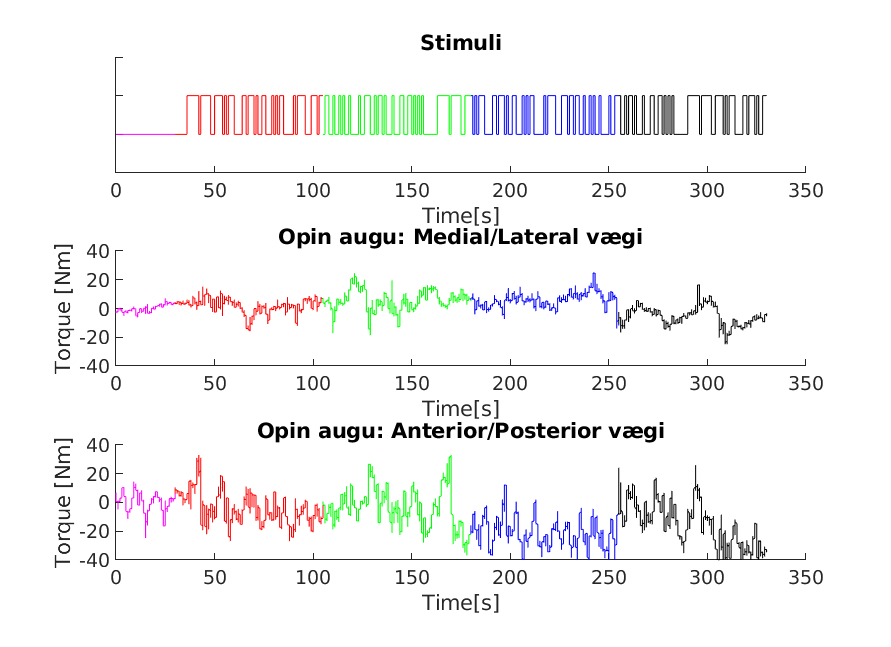 Stimuli
0 50 100 150 200 250 300 350
Time[s]
Opin augu: Medial/Lateral vægi
Torque [Nm]
40
20
0
-20
-40
0 50 100 150 200 250 300 350
Time[s]
Opin augu: Anterior/Posterior vægi
Torque [Nm]
40
20
0
-20
-40
0 50 100 150 200 250 300 350
Time[s]